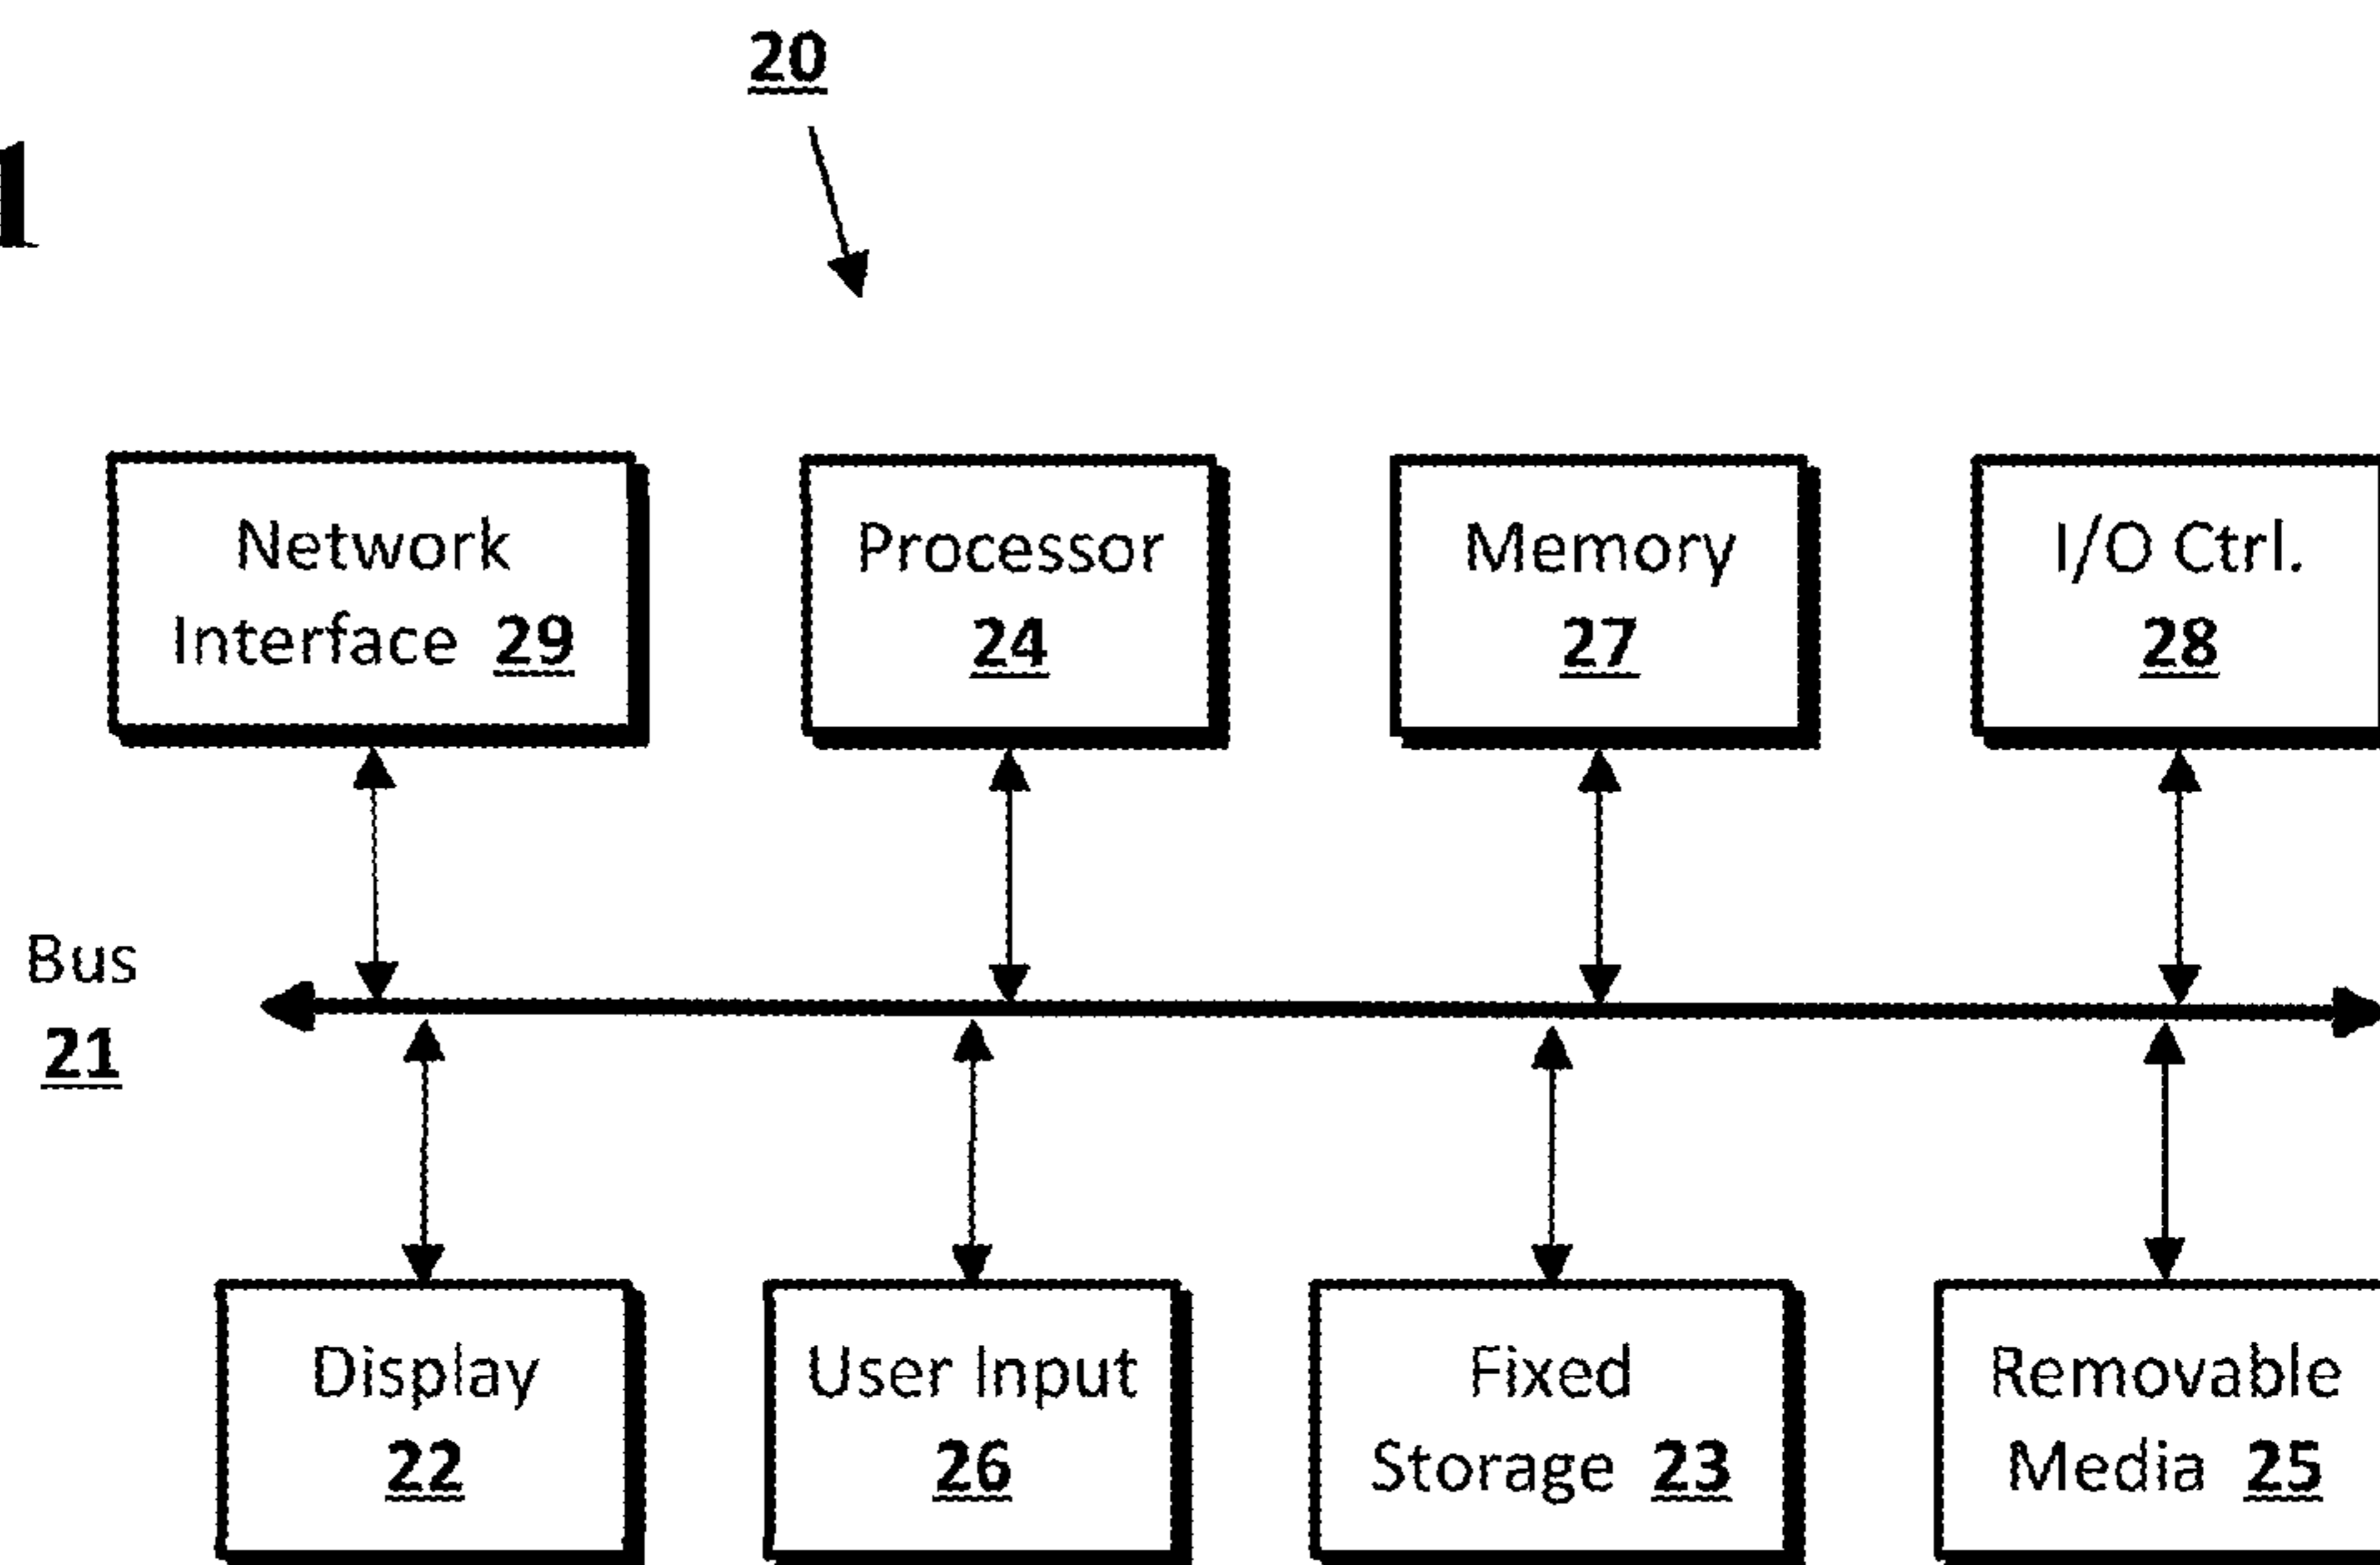 20
1
Network
Interface 29
Processor
24
Memory
27
I/O Ctrl.
28
Bus
21
Display
22
User Input
26
Fixed
Storage 23
Removable
Media 25